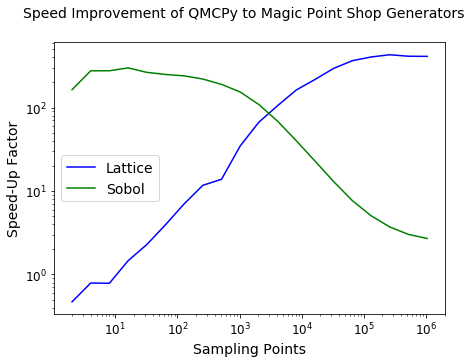 Speed Improvement of QMCPy to Magic Point Shop Generators
Speed-Up Factor
10²
10¹
10⁰
Lattice
Sobol
10¹ 10² 10³ 10⁴ 10⁵ 10⁶
Sampling Points